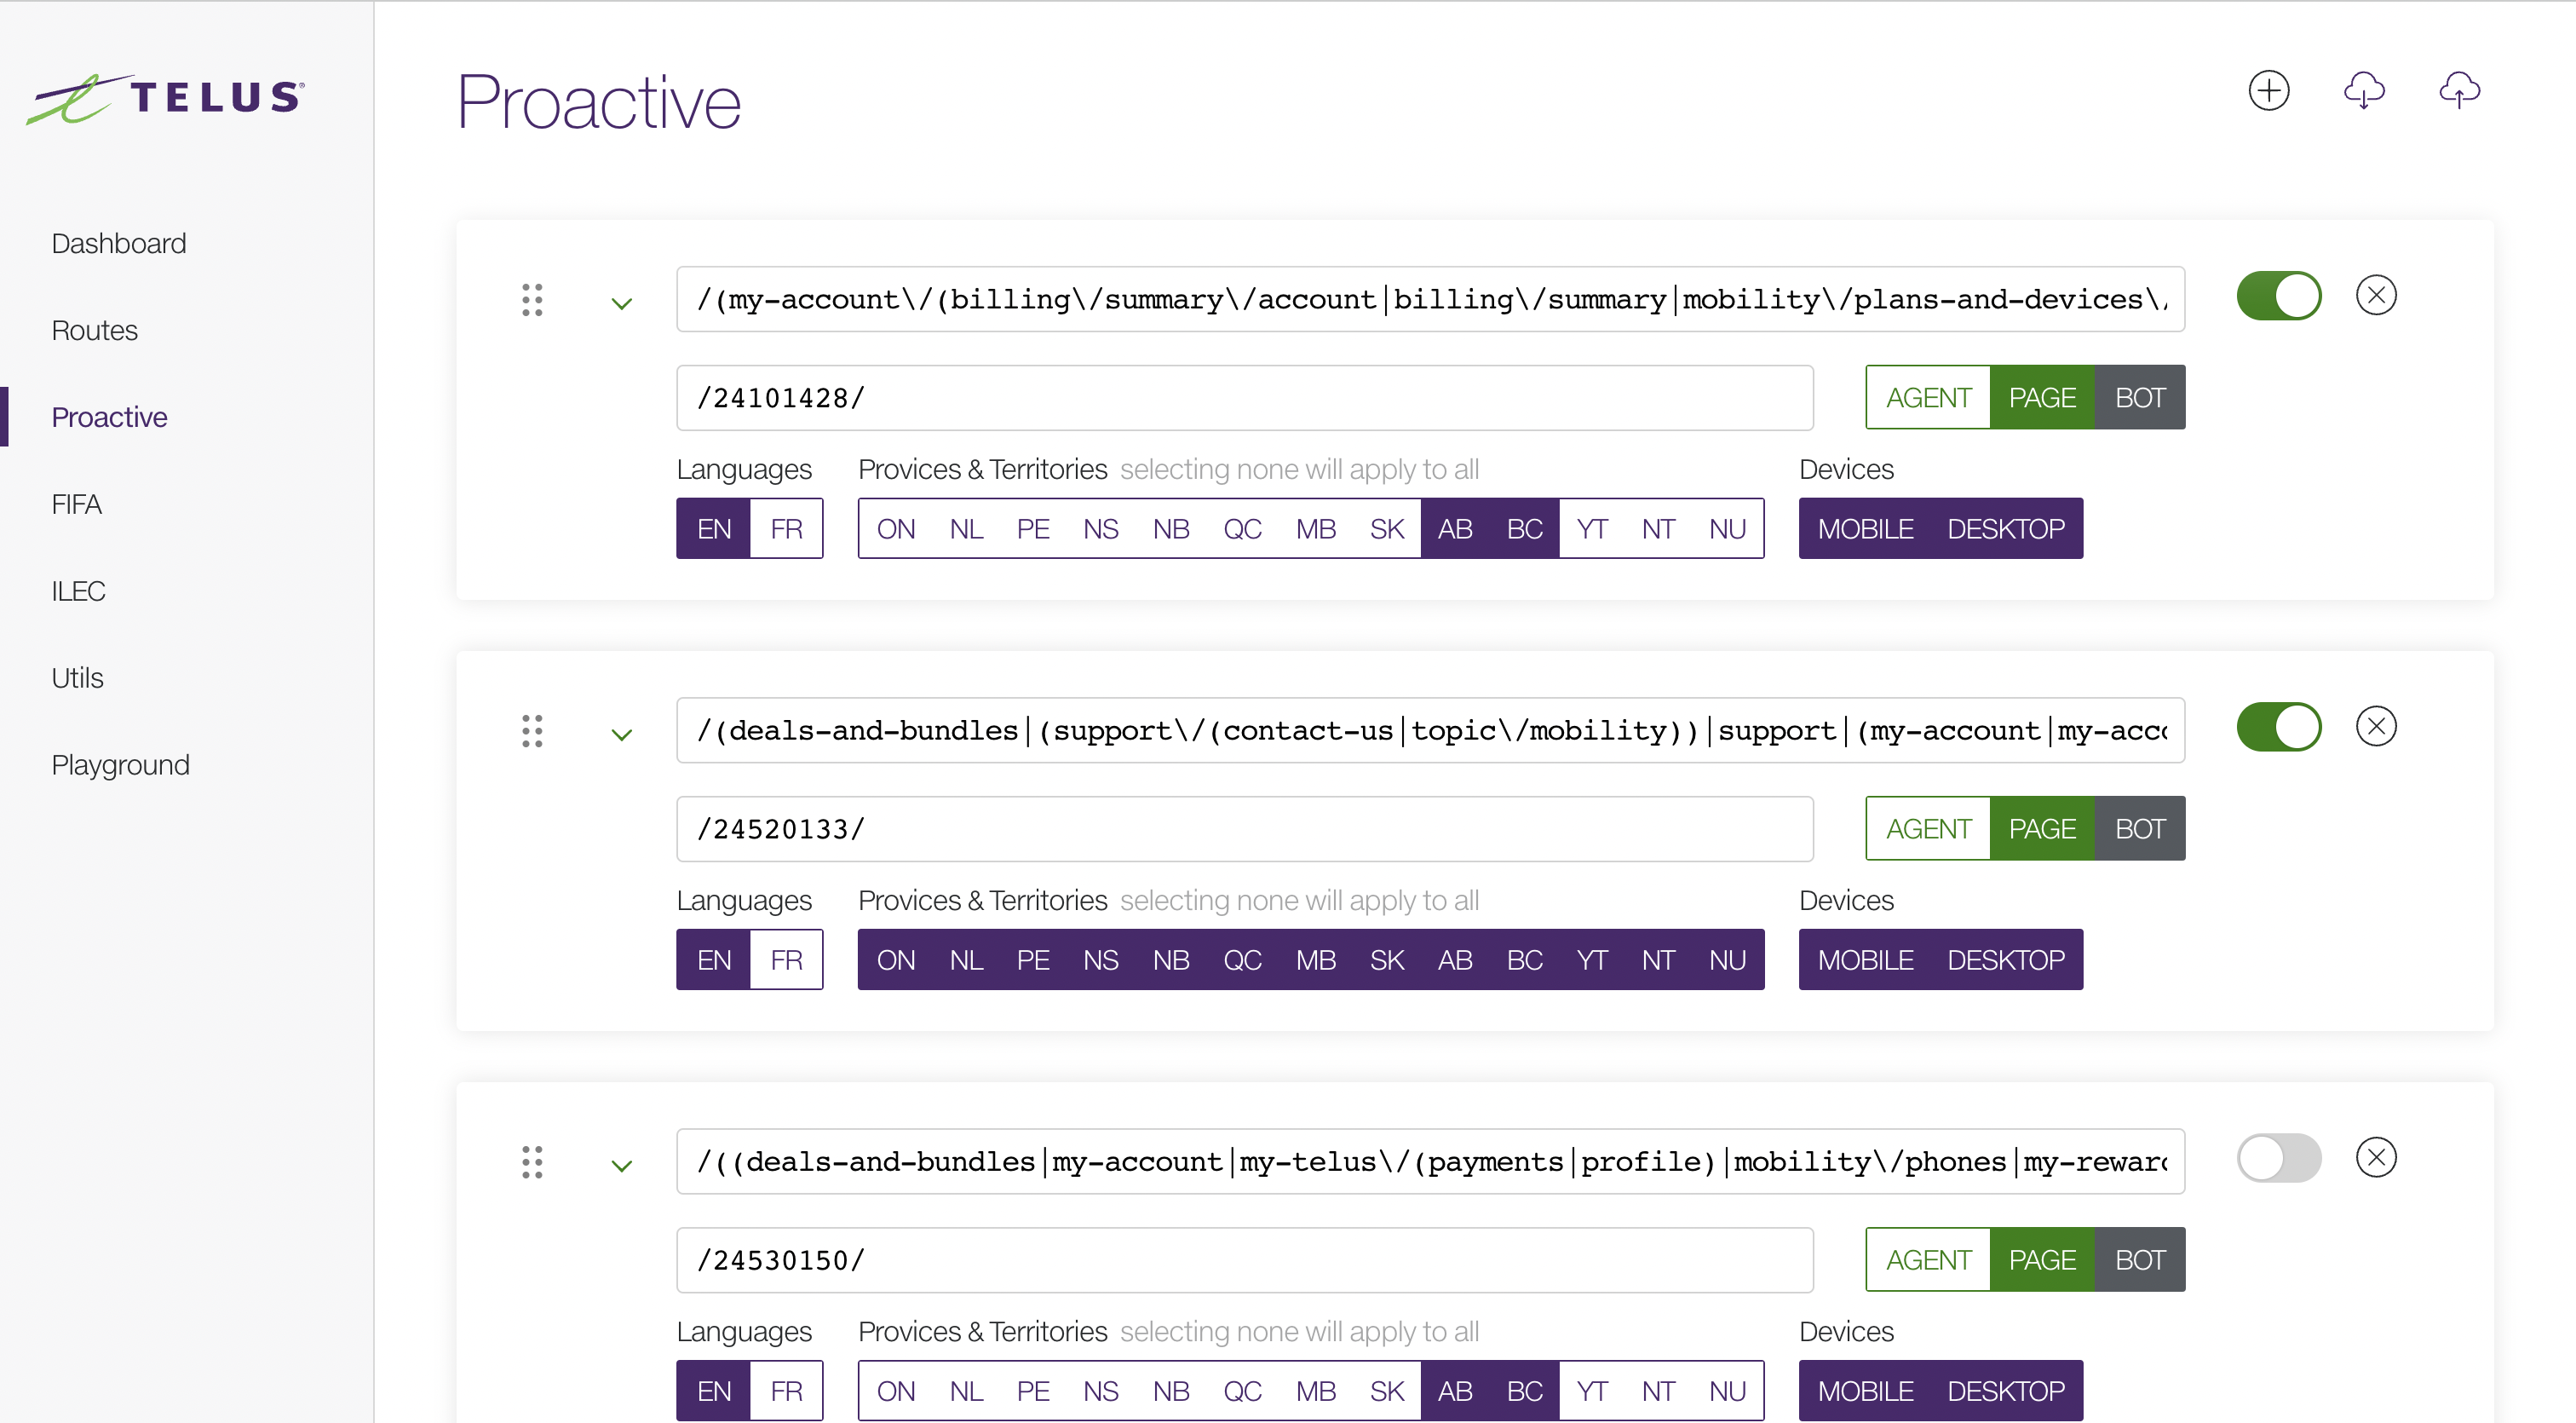 TELUS®
Dashboard
Routes
Proactive
FIFA
ILEC
Utils
Playground
Proactive
/(my-account\/(billing\/summary\/account|billing\/summary|mobility\/plans-and-devices\/
/24101428/
AGENT PAGE BOT
Languages Provices & Territories selecting none will apply to all Devices
EN FR ON NL PE NS NB QC MB SK AB BC YT NT NU MOBILE DESKTOP
/(deals-and-bundles|(support\/(contact-us|topic\/mobility))|support|(my-account|my-acc
/24520133/
AGENT PAGE BOT
Languages Provices & Territories selecting none will apply to all Devices
EN FR ON NL PE NS NB QC MB SK AB BC YT NT NU MOBILE DESKTOP
/((deals-and-bundles|my-account|my-telus\/(payments|profile)|mobility\/phones|my-rewar
/24530150/
AGENT PAGE BOT
Languages Provices & Territories selecting none will apply to all Devices
EN FR ON NL PE NS NB QC MB SK AB BC YT NT NU MOBILE DESKTOP